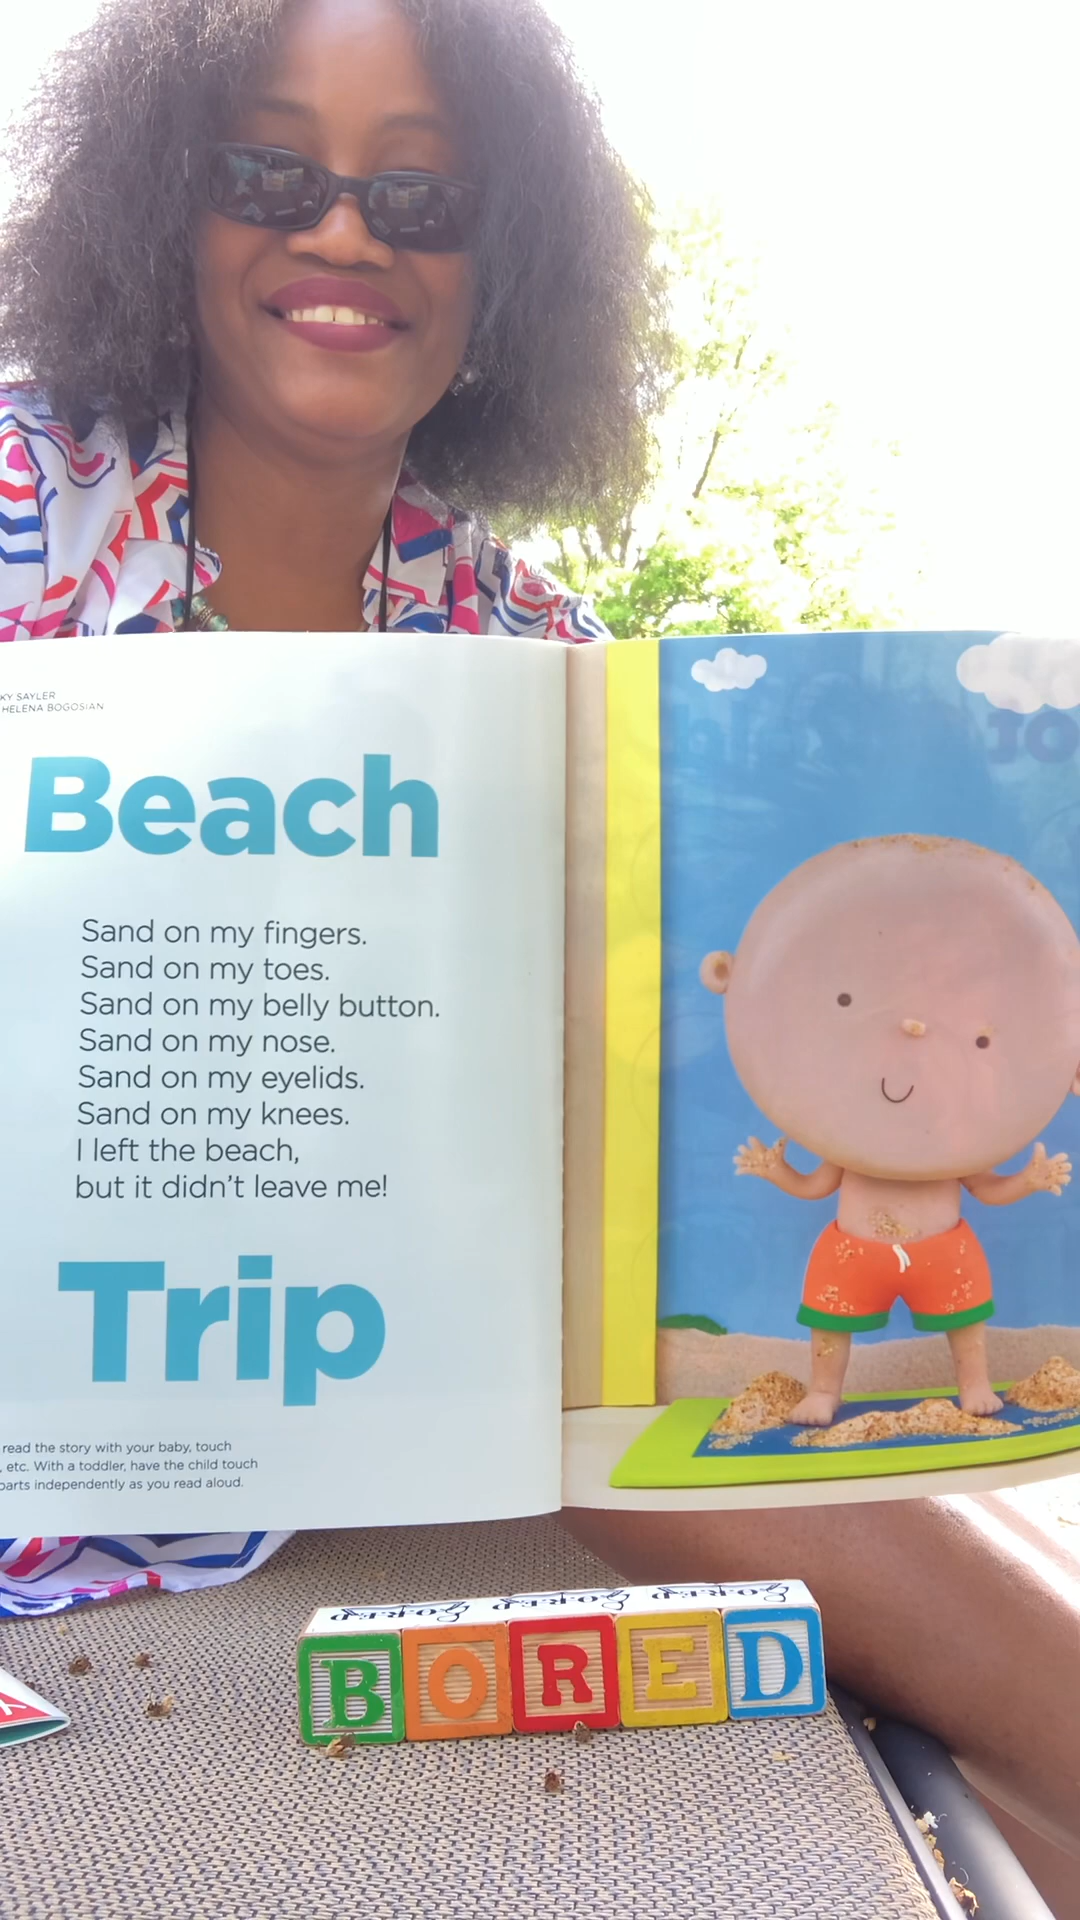 KY SAYLER
HELENA BOGOSIAN
Beach
Sand on my fingers.
Sand on my toes.
Sand on my belly button.
Sand on my nose.
Sand on my eyelids.
Sand on my knees.
I left the beach,
but it didn't leave me!
Trip
read the story with your baby, touch
, etc. With a toddler, have the child touch
parts independently as you read aloud.
BORED